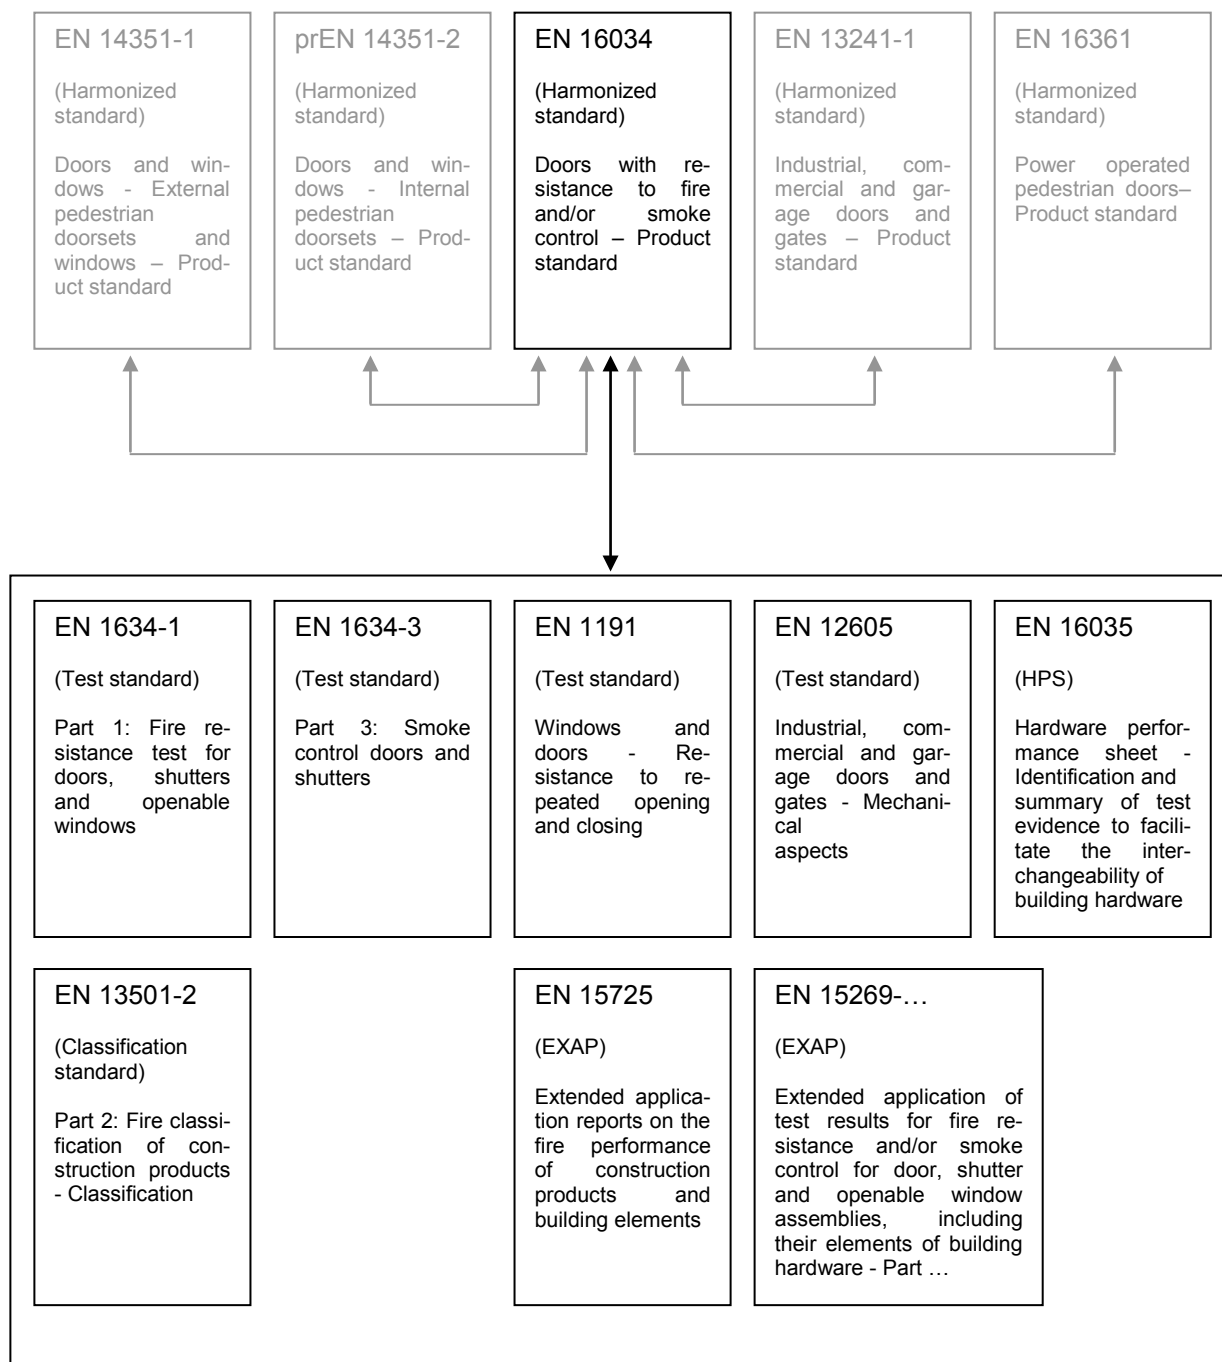 EN 14351-1
(Harmonized
standard)
Doors and win-
dows - External
pedestrian
doorsets and
windows – Prod-
uct standard
prEN 14351-2
(Harmonized
standard)
Doors and win-
dows - Internal
pedestrian
doorsets – Prod-
uct standard
EN 16034
(Harmonized
standard)
Doors with re-
sistance to fire
and/or smoke
control – Product
standard
EN 13241-1
(Harmonized
standard)
Industrial, com-
mercial and gar-
age doors and
gates – Product
standard
EN 16361
(Harmonized
standard)
Power operated
pedestrian doors–
Product standard
EN 1634-1
(Test standard)
Part 1: Fire re-
sistance test for
doors, shutters
and openable
windows
EN 1634-3
(Test standard)
Part 3: Smoke
control doors and
shutters
EN 1191
(Test standard)
Windows and
doors - Re-
sistance to re-
peated opening
and closing
EN 12605
(Test standard)
Industrial, com-
mercial and gar-
age doors and
gates - Mechani-
cal
aspects
EN 16035
(HPS)
Hardware perfor-
mance sheet -
Identification and
summary of test
evidence to facili-
tate the inter-
changeability of
building hardware
EN 13501-2
(Classification
standard)
Part 2: Fire classi-
fication of con-
struction products
- Classification
EN 15725
(EXAP)
Extended applica-
tion reports on the
fire performance
of construction
products and
building elements
EN 15269-…
(EXAP)
Extended application of
test results for fire re-
sistance and/or smoke
control for door, shutter
and openable window
assemblies, including
their elements of building
hardware - Part …